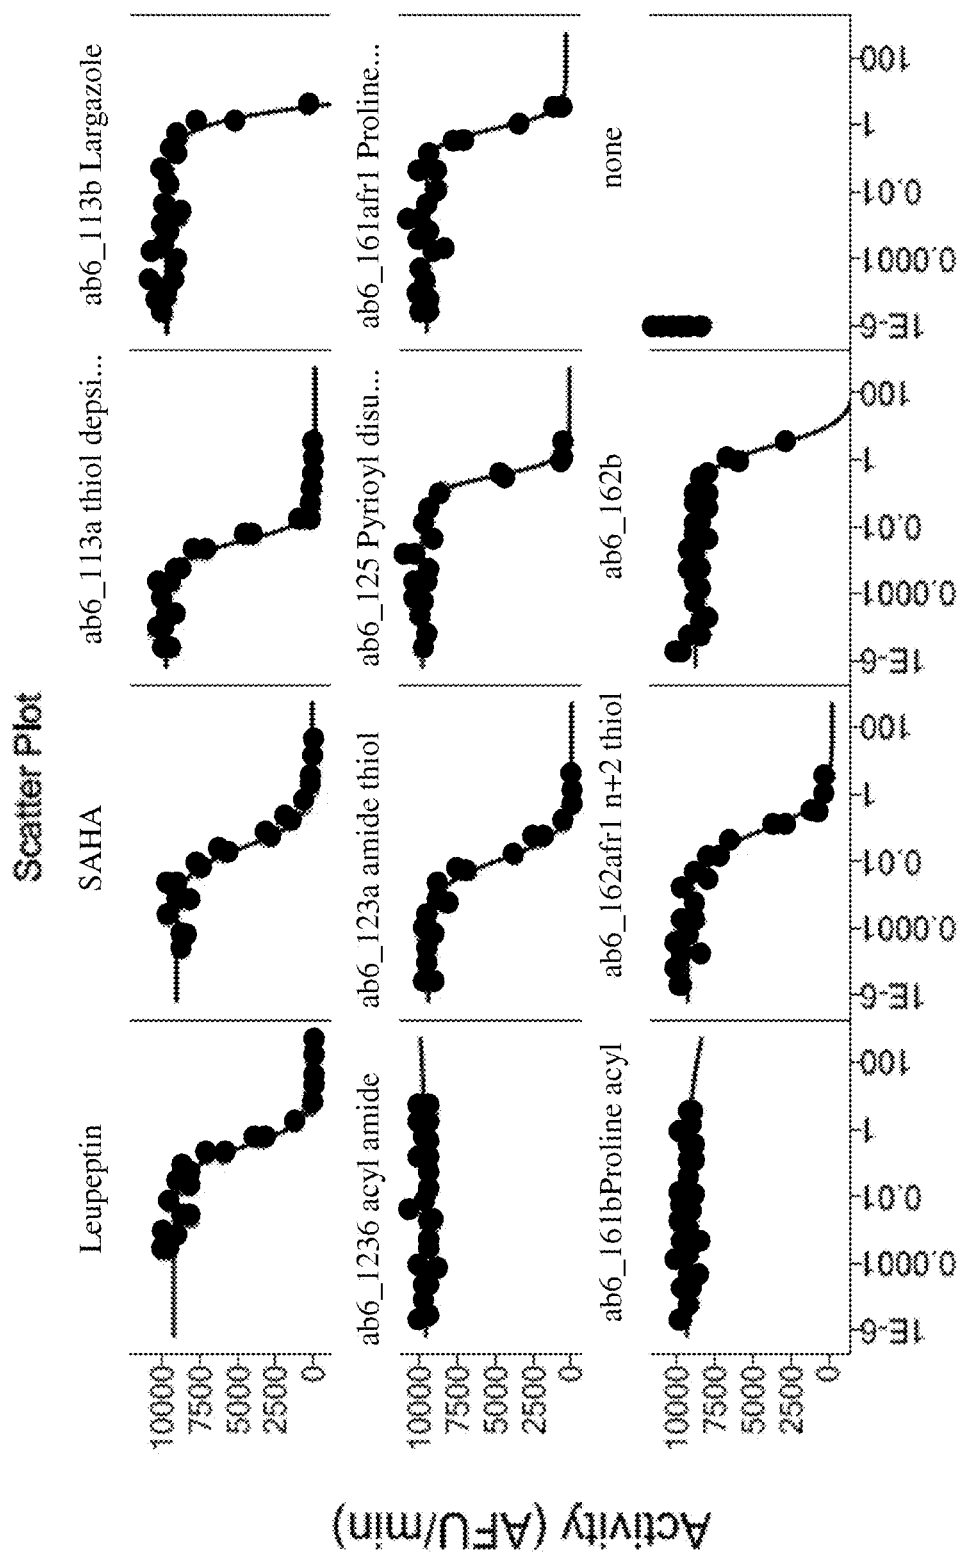 Scatter Plot
Leupeptin
SAHA
ab6_113a thiol depsi...
ab6_113b Largazole
10000
7500
5000
2500
0
ab6_1236 acyl amide
ab6_123a amide thiol
ab6_125 Pyrioyl disu...
ab6_161afr1 Proline...
10000
7500
5000
2500
0
ab6_161bProline acyl
ab6_162afr1 n+2 thiol
ab6_162b
none
10000
7500
5000
2500
0
1E-6 0.0001 0.01 1 100 1E-6 0.0001 0.01 1 100 1E-6 0.0001 0.01 1 100 1E-6 0.0001 0.01 1 100
Activity (AFU/min)